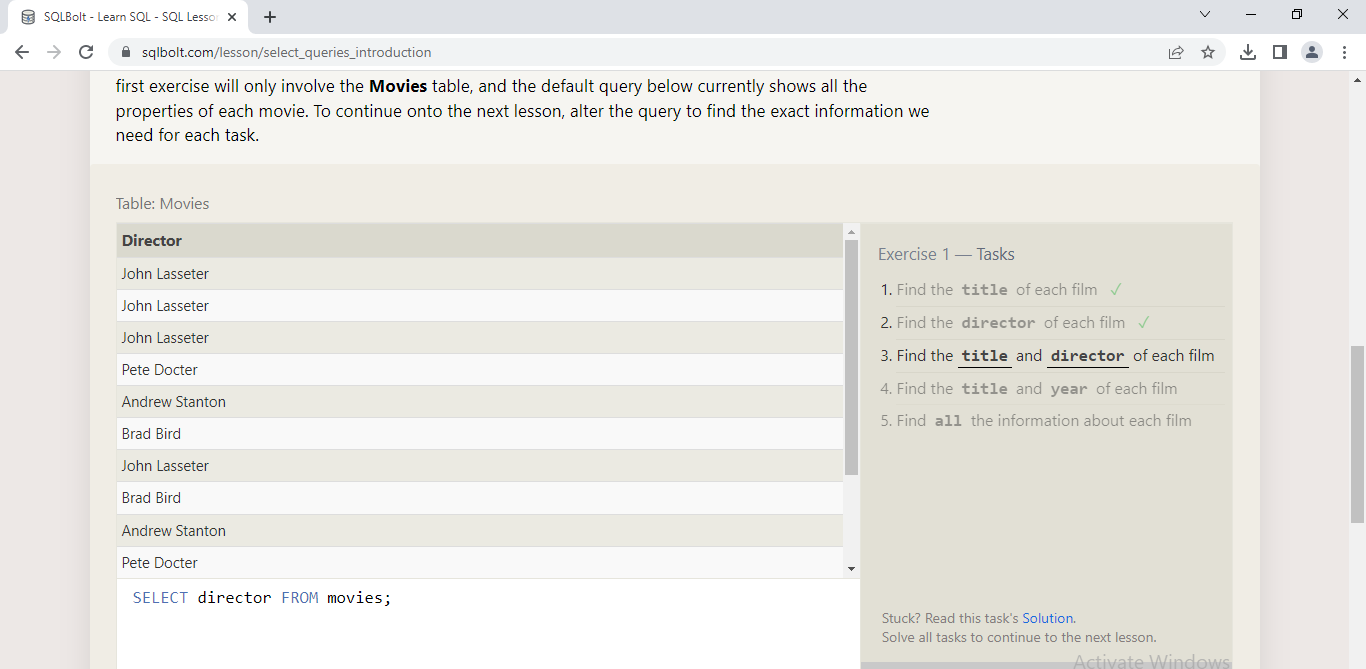 SQLBolt - Learn SQL - SQL Lesson
sqlbolt.com/lesson/select_queries_introduction
first exercise will only involve the Movies table, and the default query below currently shows all the
properties of each movie. To continue onto the next lesson, alter the query to find the exact information we
need for each task.
Table: Movies
Director
John Lasseter
John Lasseter
John Lasseter
Pete Docter
Andrew Stanton
Brad Bird
John Lasseter
Brad Bird
Andrew Stanton
Pete Docter
SELECT director FROM movies;
Exercise 1 — Tasks
1. Find the title of each film ✓
2. Find the director of each film ✓
3. Find the title and director of each film
4. Find the title and year of each film
5. Find all the information about each film
Stuck? Read this task's Solution.
Solve all tasks to continue to the next lesson.
Activate Windows